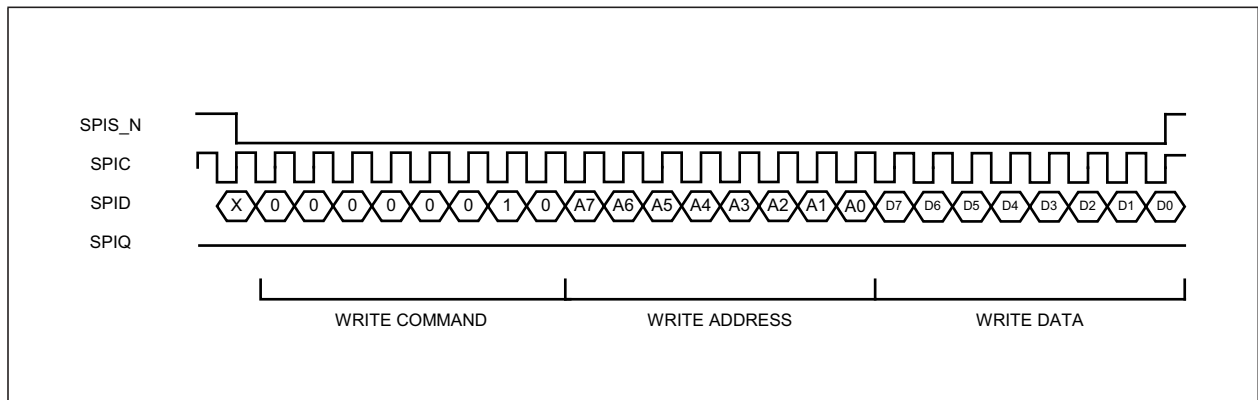 SPIS_N
SPIC
SPID X 0 0 0 0 0 0 1 0 A7 A6 A5 A4 A3 A2 A1 A0 D7 D6 D5 D4 D3 D2 D1 D0
SPIQ
WRITE COMMAND WRITE ADDRESS WRITE DATA